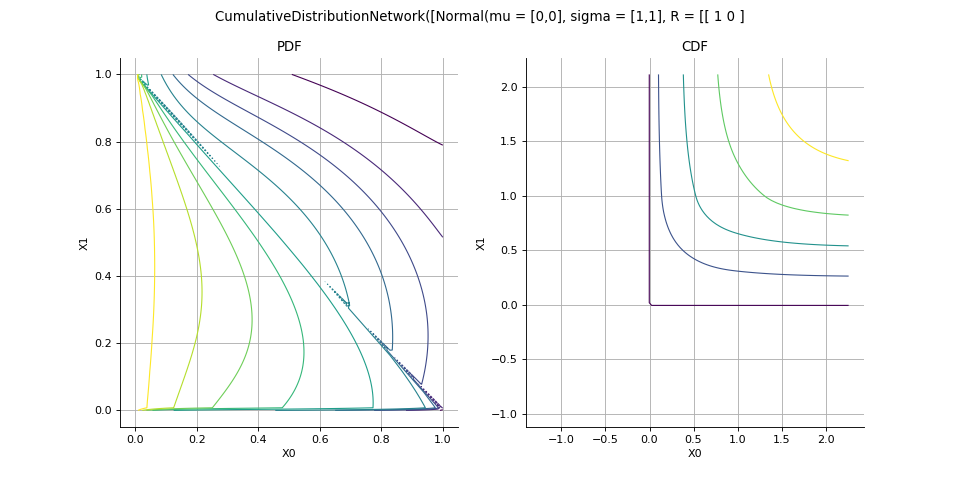 CumulativeDistributionNetwork([Normal(mu = [0,0], sigma = [1,1], R = [[ 1 0 ]
PDF
CDF
1.0
0.8
0.6
0.4
0.2
0.0
X1
0.0 0.2 0.4 0.6 0.8 1.0
X0
2.0
1.5
1.0
0.5
0.0
−0.5
−1.0
X1
−1.0 −0.5 0.0 0.5 1.0 1.5 2.0
X0